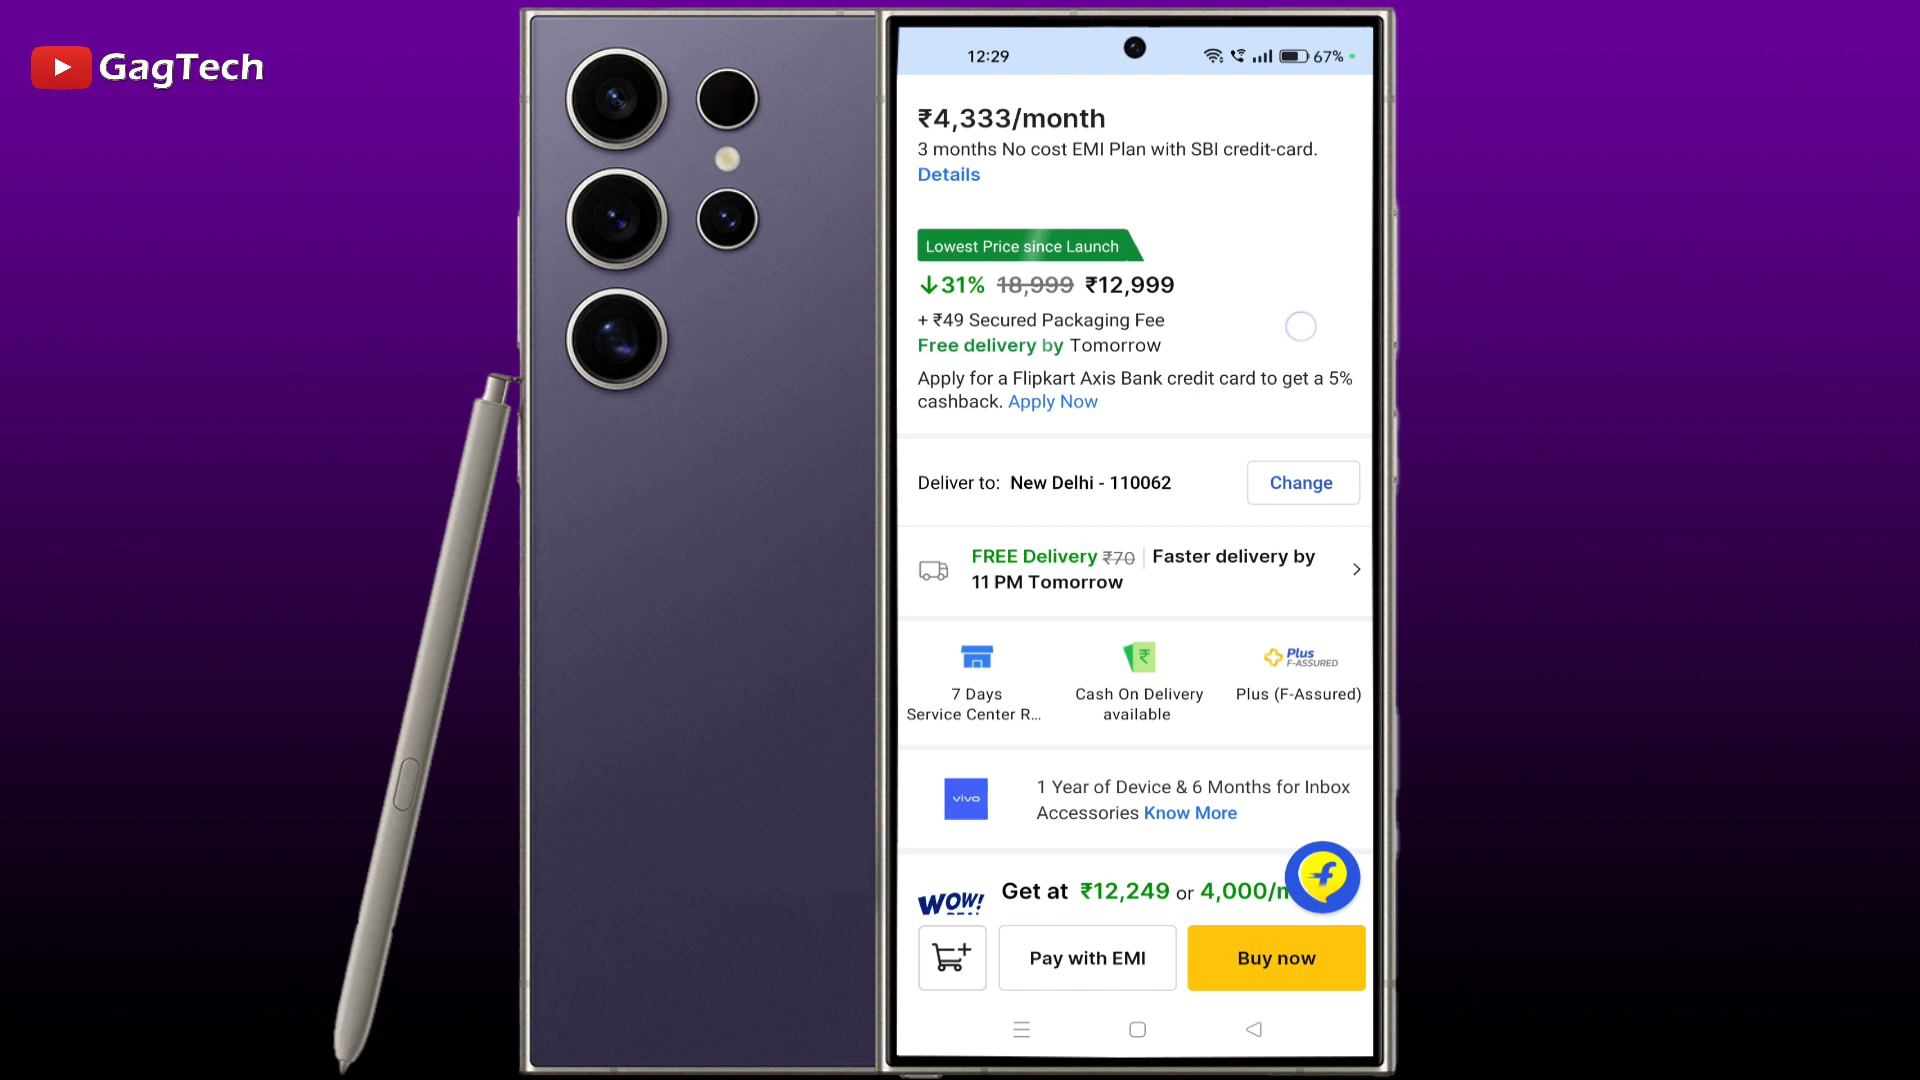 GagTech
12:29
67%
₹4,333/month
3 months No cost EMI Plan with SBI credit-card.
Details
Lowest Price since Launch
↓31% 18,999 ₹12,999
+ ₹49 Secured Packaging Fee
Free delivery by Tomorrow
Apply for a Flipkart Axis Bank credit card to get a 5%
cashback. Apply Now
Deliver to: New Delhi - 110062
Change
FREE Delivery ₹70 | Faster delivery by
11 PM Tomorrow
7 Days
Service Center R...
Cash On Delivery
available
Plus
F-ASSURED
Plus (F-Assured)
vivo
1 Year of Device & 6 Months for Inbox
Accessories Know More
WOW!
Get at ₹12,249 or 4,000/
Pay with EMI
Buy now